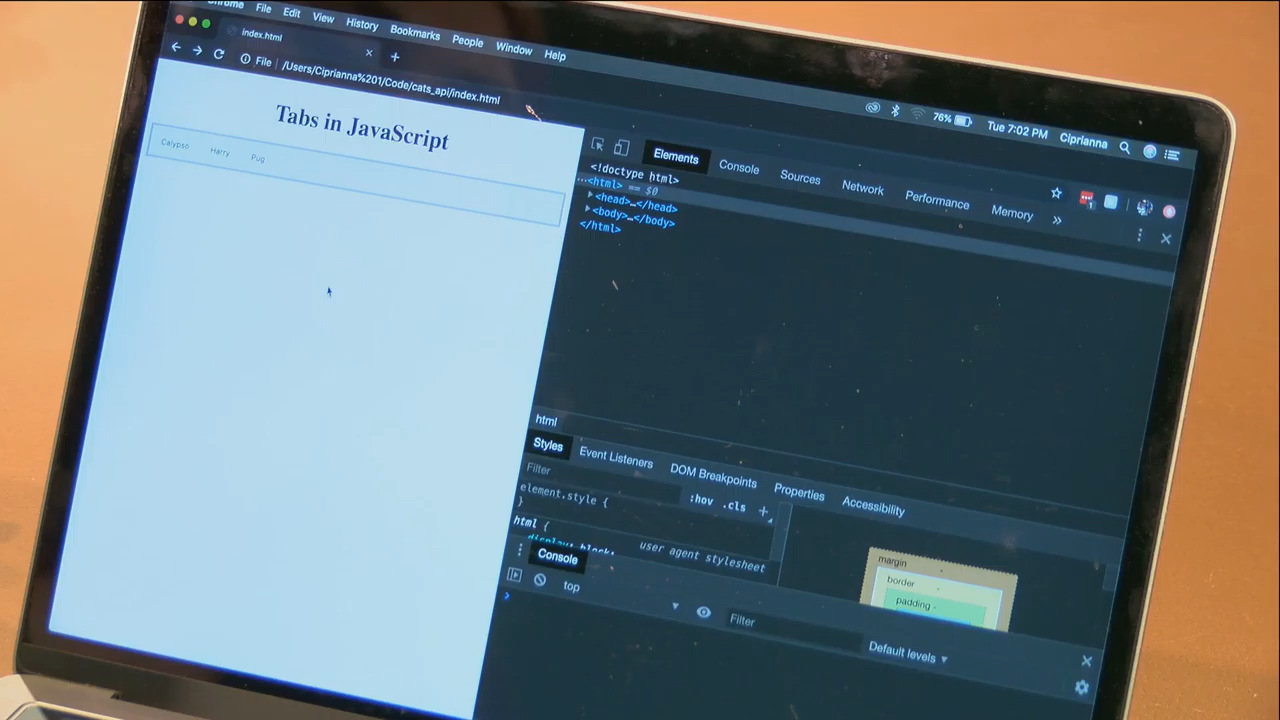 Chrome File Edit View History Bookmarks People Window Help
76% Tue 7:02 PM Ciprianna
index.html
File /Users/Ciprianna%201/Code/cats_api/index.html
Tabs in JavaScript
Calypso Harry Pug
Elements Console Sources Network Performance Memory
1
<!doctype html>
...<html> == $0
<head>…</head>
<body>…</body>
</html>
html
Styles Event Listeners DOM Breakpoints Properties Accessibility
Filter :hov .cls +
element.style {
}
html { user agent stylesheet
display: block;
margin
border
padding -
Console
top Filter Default levels